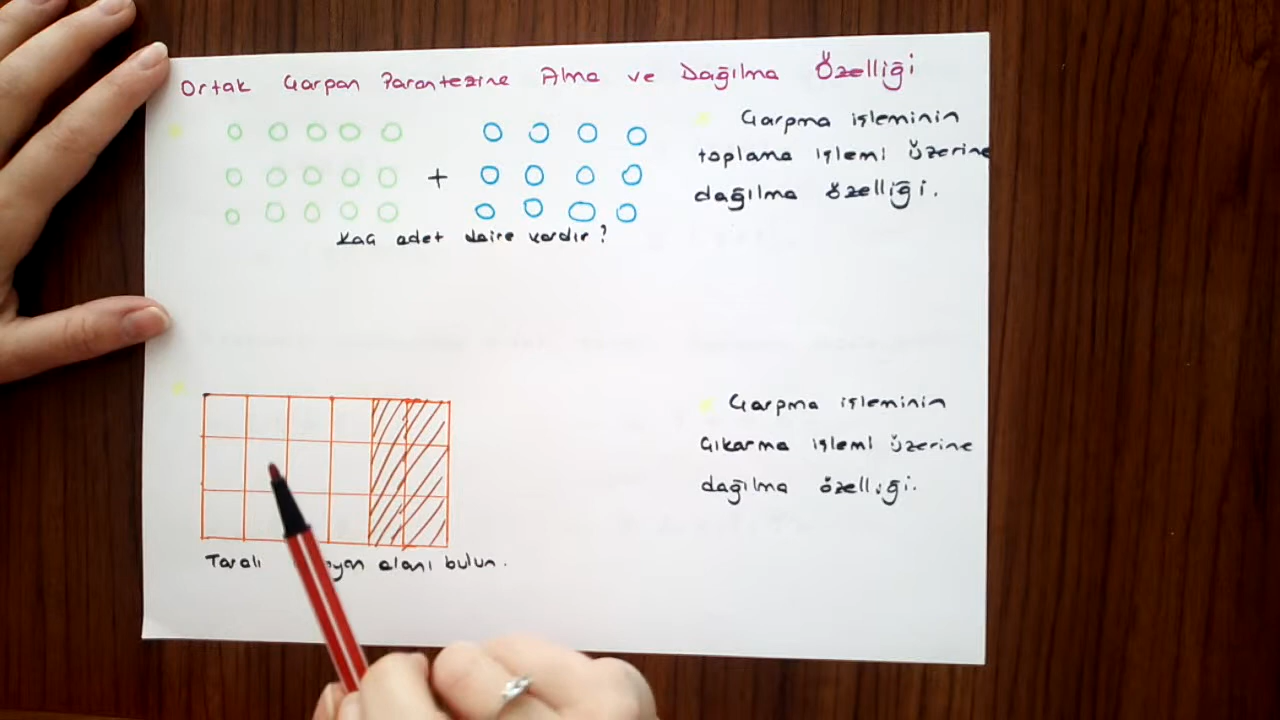 Ortak Çarpan Parantezine Alma ve Dağılma Özelliği
+
Kaç adet daire vardır?
Çarpma işleminin
toplama işlemi üzerine
dağılma özelliği.
Taralı
alanı bulun.
Çarpma işleminin
Çıkarma işlemi üzerine
dağılma özelliği.